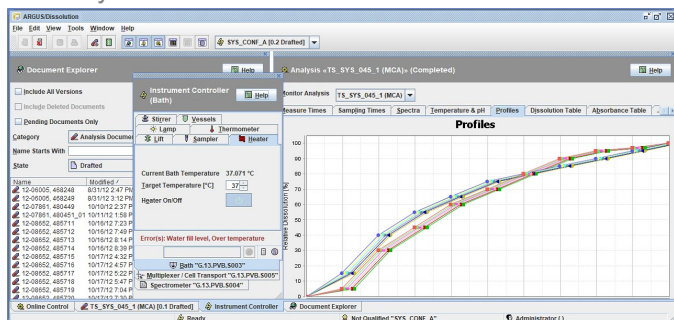 ARGUS/Dissolution
File Edit View Tools Window Help
SYS_CONF_A [0.2 Drafted]
Document Explorer
Help
Include All Versions
Include Deleted Documents
Pending Documents Only
Category
Analysis Documen
Name Starts With
State
Drafted
Name Modified
12-06005, 468248 8/31/12 2:47 PM
12-06005, 468249 8/31/12 3:12 PM
12-07861, 480449 10/10/12 2:37 P
12-07861, 480451_01 10/11/12 1:58 P
12-08652, 485711 10/16/12 7:23 P
12-08652, 485712 10/16/12 7:49 P
12-08652, 485713 10/16/12 8:14 P
12-08652, 485714 10/16/12 8:39 P
12-08652, 485715 10/17/12 4:32 P
12-08652, 485716 10/17/12 4:57 P
12-08652, 485717 10/17/12 5:22 P
12-08652, 485718 10/17/12 5:47 P
12-08652, 485719 10/17/12 7:04 P
12-08652, 485720 10/17/12 7:30 P
Instrument Controller
(Bath)
Help
Stirrer
Vessels
Lamp
Thermometer
Lift
Sampler
Heater
Current Bath Temperature 37.071 °C
Target Temperature [°C] 37
Heater On/Off
Error(s): Water fill level, Over temperature
Bath "G.13.PVB.S003"
Multiplexer / Cell Transport "G.13.PVB.S005"
Spectrometer "G.13.PVB.S004"
Analysis «TS_SYS_045_1 (MCA)» (Completed)
Help
Monitor Analysis TS_SYS_045_1 (MCA)
Measure Times Sampling Times Spectra Temperature & pH Profiles Dissolution Table Absorbance Table
Profiles
Relative Dissolution [%]
100
90
80
70
60
50
40
30
20
10
0
Online Control
TS_SYS_045_1 (MCA) [0.1 Drafted]
Instrument Controller
Document Explorer
Ready
Not Qualified "SYS_CONF_A"
Administrator ( )